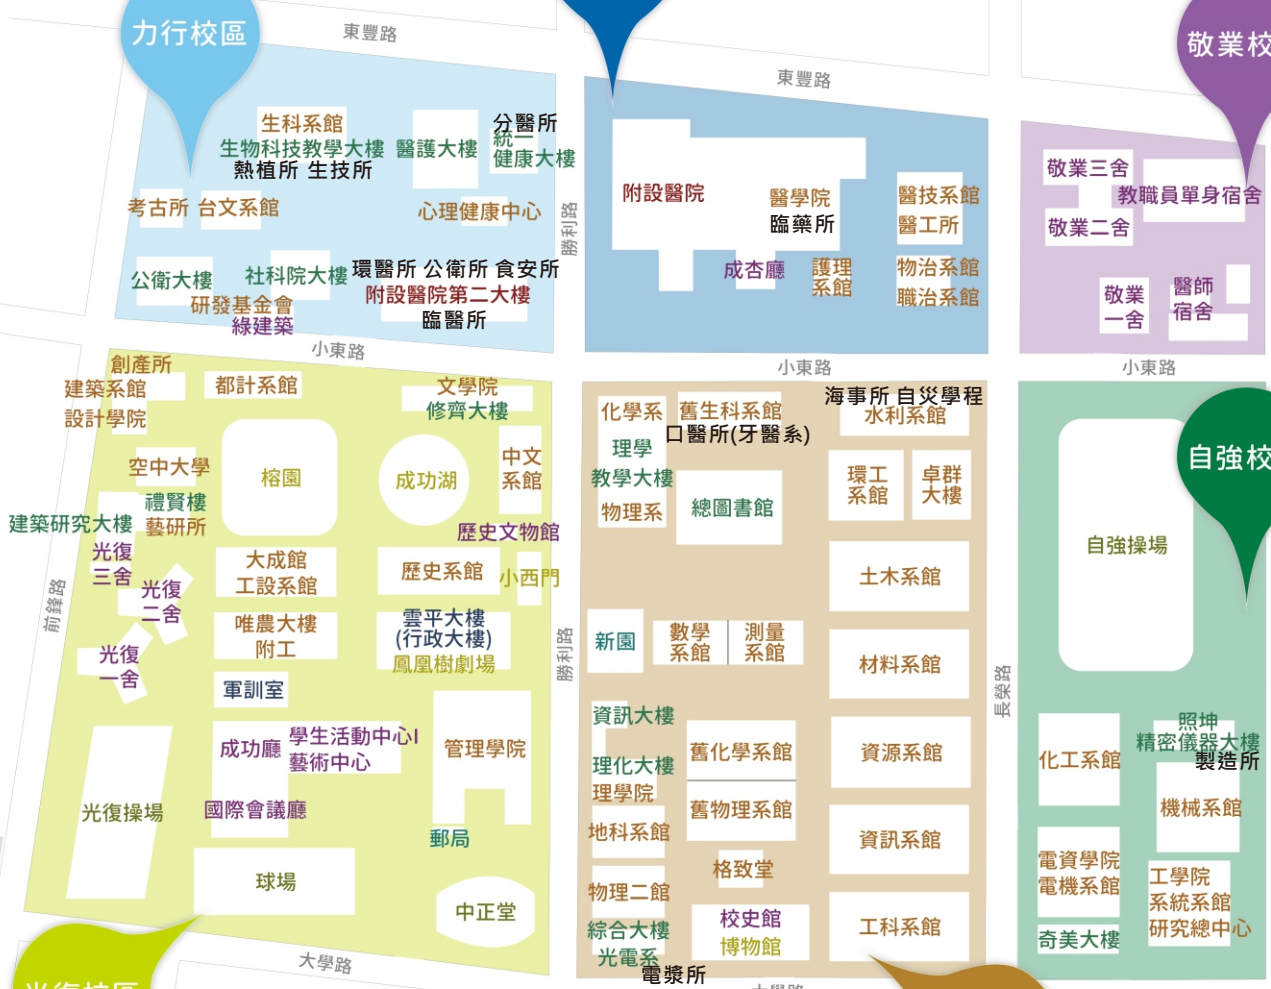 力行校區
東豐路
生科系館
生物科技教學大樓
熱植所 生技所
醫護大樓
分醫所
統一
健康大樓
考古所
台文系館
心理健康中心
公衛大樓
社科院大樓
研發基金會
綠建築
環醫所 公衛所 食安所
附設醫院第二大樓
臨醫所
勝利路
小東路
東豐路
附設醫院
醫學院
臨藥所
醫技系館
醫工所
成杏廳
護理
系館
物治系館
職治系館
小東路
敬業校
敬業三舍
教職員單身宿舍
敬業二舍
敬業
一舍
醫師
宿舍
小東路
創產所
建築系館
設計學院
都計系館
文學院
修齊大樓
空中大學
榕園
成功湖
中文
系館
建築研究大樓
禮賢樓
藝研所
歷史文物館
光復
三舍
大成館
工設系館
歷史系館
小西門
光復
二舍
前鋒路
唯農大樓
附工
雲平大樓
(行政大樓)
鳳凰樹劇場
光復
一舍
軍訓室
成功廳
學生活動中心I
藝術中心
管理學院
光復操場
國際會議廳
郵局
球場
中正堂
大學路
光復校區
勝利路
化學系
理學
教學大樓
物理系
舊生科系館
口醫所(牙醫系)
總圖書館
海事所 自災學程
水利系館
環工
系館
卓群
大樓
土木系館
新園
數學
系館
測量
系館
材料系館
資訊大樓
舊化學系館
資源系館
理化大樓
理學院
舊物理系館
地科系館
資訊系館
格致堂
物理二館
綜合大樓
光電系
電漿所
校史館
博物館
工科系館
大學路
長榮路
自強校
自強操場
化工系館
照坤
精密儀器大樓
製造所
機械系館
電資學院
電機系館
工學院
系統系館
研究總中心
奇美大樓